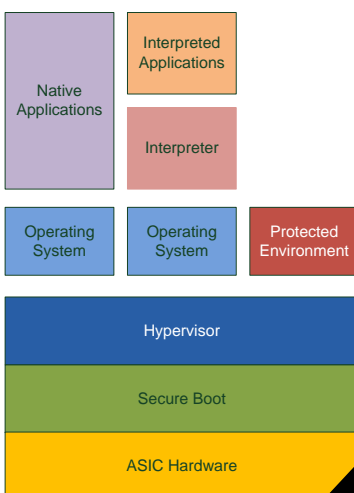 Native
Applications
Interpreted
Applications
Interpreter
Operating
System
Operating
System
Protected
Environment
Hypervisor
Secure Boot
ASIC Hardware